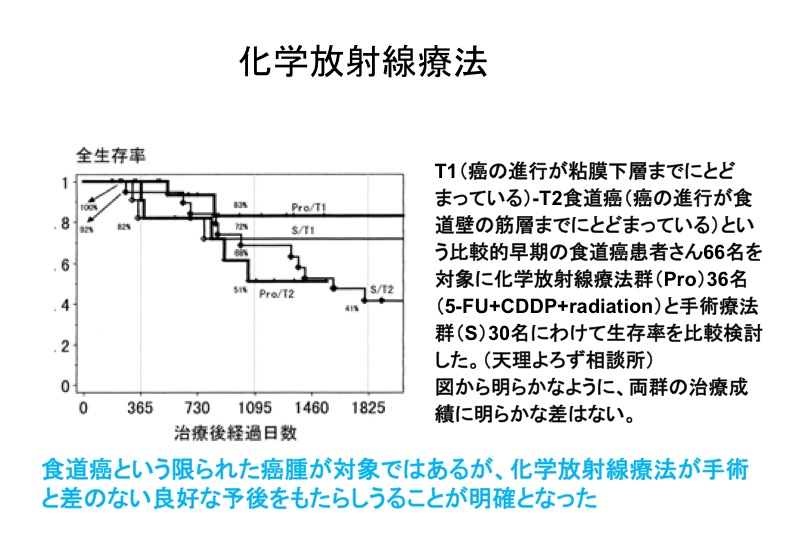 化学放射線療法
全生存率
1
.8
.6
.4
.2
0
100%
92%
82%
83%
Pro/T1
72%
S/T1
68%
51%
Pro/T2
S/T2
41%
0 365 730 1095 1460 1825
治療後経過日数
T1（癌の進行が粘膜下層までにとど
まっている）-T2食道癌（癌の進行が食
道壁の筋層までにとどまっている）とい
う比較的早期の食道癌患者さん66名を
対象に化学放射線療法群（Pro）36名
（5-FU+CDDP+radiation）と手術療法
群（S）30名にわけて生存率を比較検討
した。（天理よろず相談所）
図から明らかなように、両群の治療成
績に明らかな差はない。
食道癌という限られた癌腫が対象ではあるが、化学放射線療法が手術
と差のない良好な予後をもたらしうることが明確となった